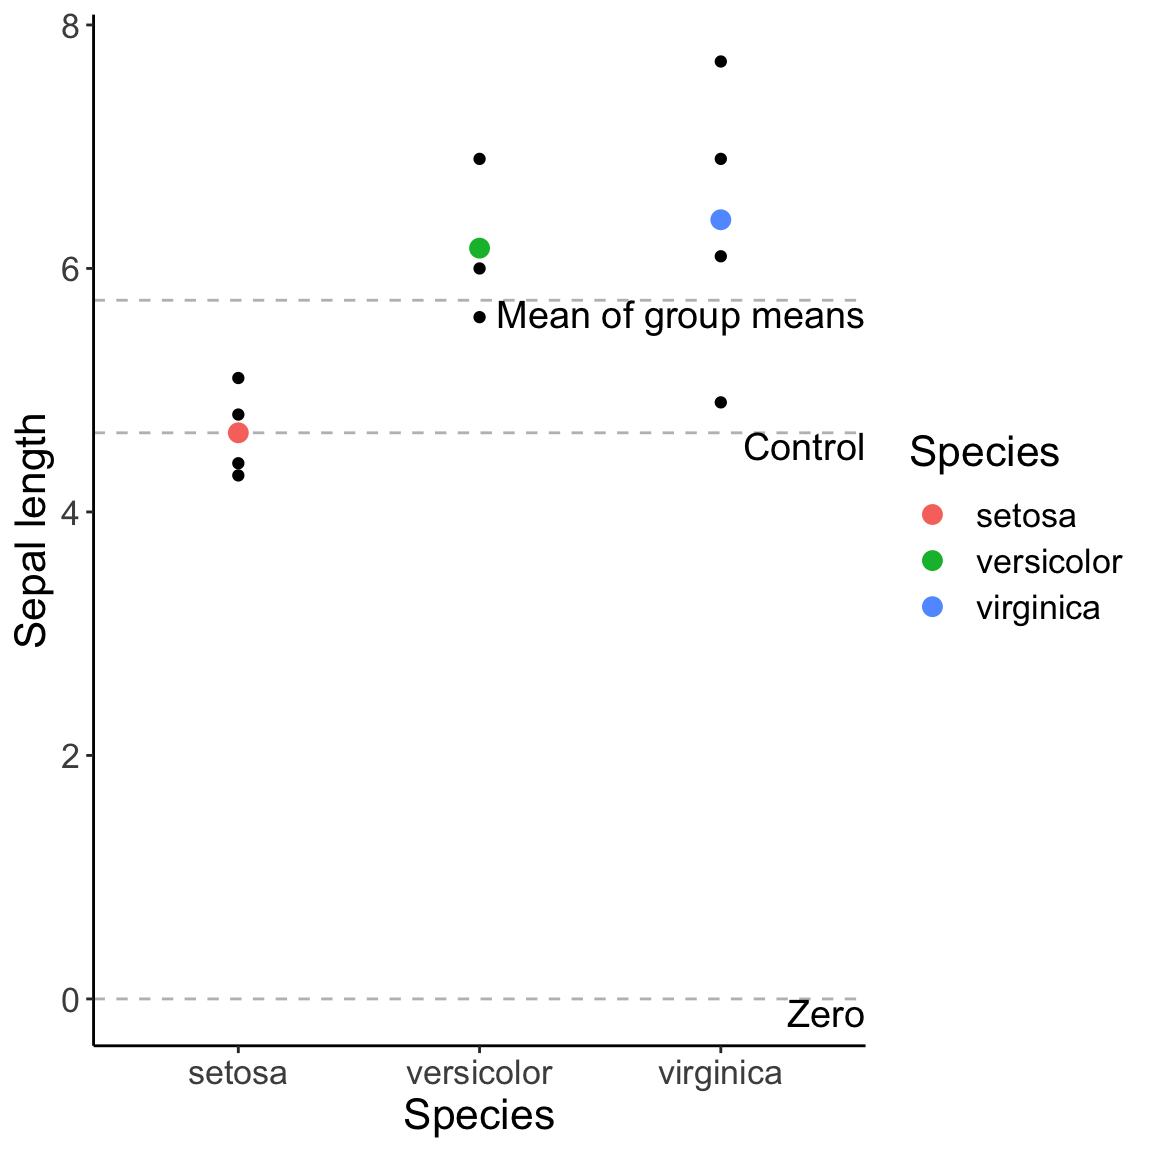 8
6
4
2
0
Sepal length
Mean of group means
Control
Zero
setosa
versicolor
virginica
Species
Species
setosa
versicolor
virginica